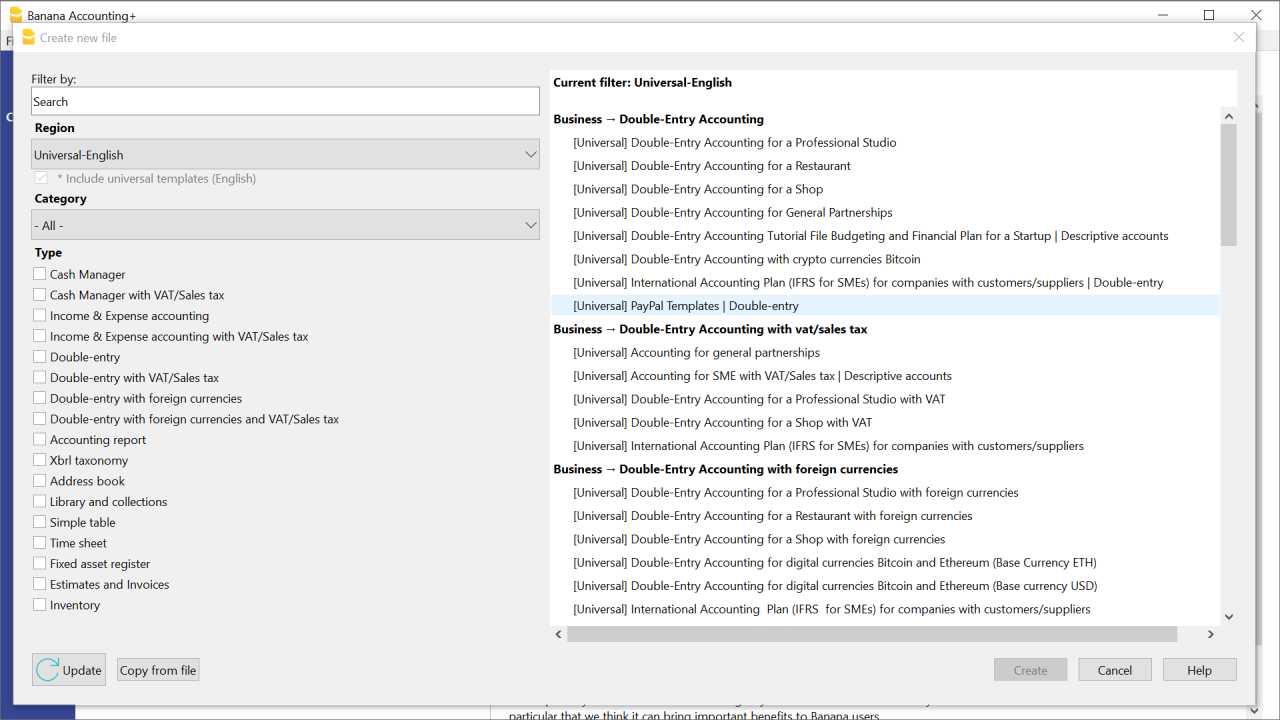 Banana Accounting+
Create new file
Filter by:
Search
Region
Universal-English
* Include universal templates (English)
Category
- All -
Type
Cash Manager
Cash Manager with VAT/Sales tax
Income & Expense accounting
Income & Expense accounting with VAT/Sales tax
Double-entry
Double-entry with VAT/Sales tax
Double-entry with foreign currencies
Double-entry with foreign currencies and VAT/Sales tax
Accounting report
Xbrl taxonomy
Address book
Library and collections
Simple table
Time sheet
Fixed asset register
Estimates and Invoices
Inventory
Update
Copy from file
Current filter: Universal-English
Business → Double-Entry Accounting
[Universal] Double-Entry Accounting for a Professional Studio
[Universal] Double-Entry Accounting for a Restaurant
[Universal] Double-Entry Accounting for a Shop
[Universal] Double-Entry Accounting for General Partnerships
[Universal] Double-Entry Accounting Tutorial File Budgeting and Financial Plan for a Startup | Descriptive accounts
[Universal] Double-Entry Accounting with crypto currencies Bitcoin
[Universal] International Accounting Plan (IFRS for SMEs) for companies with customers/suppliers | Double-entry
[Universal] PayPal Templates | Double-entry
Business → Double-Entry Accounting with vat/sales tax
[Universal] Accounting for general partnerships
[Universal] Accounting for SME with VAT/Sales tax | Descriptive accounts
[Universal] Double-Entry Accounting for a Professional Studio with VAT
[Universal] Double-Entry Accounting for a Shop with VAT
[Universal] International Accounting Plan (IFRS for SMEs) for companies with customers/suppliers
Business → Double-Entry Accounting with foreign currencies
[Universal] Double-Entry Accounting for a Professional Studio with foreign currencies
[Universal] Double-Entry Accounting for a Restaurant with foreign currencies
[Universal] Double-Entry Accounting for a Shop with foreign currencies
[Universal] Double-Entry Accounting for digital currencies Bitcoin and Ethereum (Base Currency ETH)
[Universal] Double-Entry Accounting for digital currencies Bitcoin and Ethereum (Base currency USD)
[Universal] International Accounting Plan (IFRS for SMEs) for companies with customers/suppliers
Create
Cancel
Help
particular that we think it can bring important benefits to Banana users